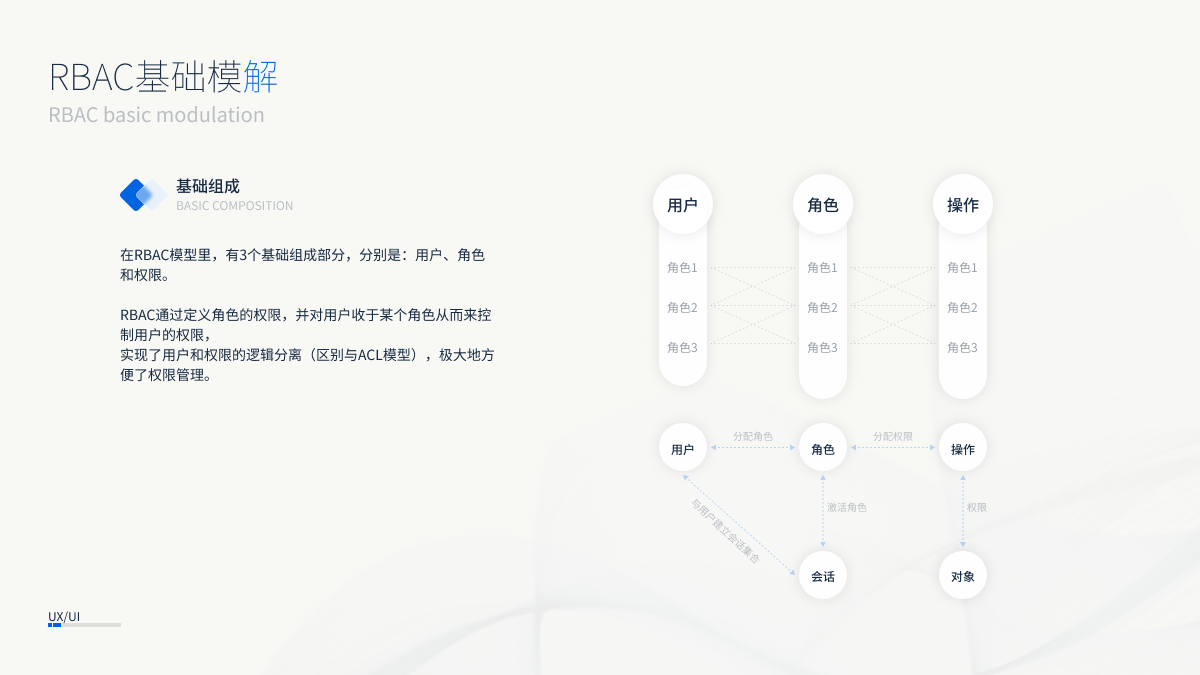 RBAC基础模解
RBAC basic modulation
基础组成
BASIC COMPOSITION
在RBAC模型里，有3个基础组成部分，分别是：用户、角色
和权限。
RBAC通过定义角色的权限，并对用户收于某个角色从而来控
制用户的权限，
实现了用户和权限的逻辑分离（区别与ACL模型），极大地方
便了权限管理。
用户 角色 操作
角色1 角色1 角色1
角色2 角色2 角色2
角色3 角色3 角色3
用户 分配角色 角色 分配权限 操作
与用户建立会话集合 激活角色 权限
会话 对象
UX/UI